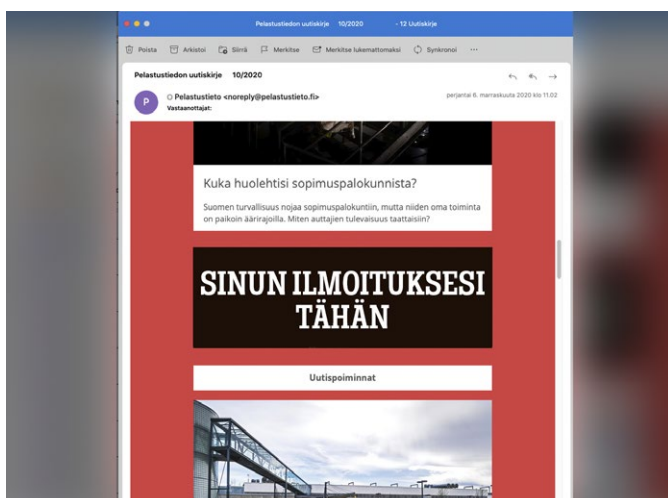 Pelastustiedon uutiskirje 10/2020 - 12 Uutiskirje
Poista Arkistoi Siirrä Merkitse Merkitse lukemattomaksi Synkronoi ...
Pelastustiedon uutiskirje 10/2020
P
Pelastustieto <noreply@pelastustieto.fi>
perjantai 6. marraskuuta 2020 klo 11.02
Vastaanottajat:
Kuka huolehtisi sopimuspalokunnista?
Suomen turvallisuus nojaa sopimuspalokuntiin, mutta niiden oma toiminta
on paikoin äärirajoilla. Miten auttajien tulevaisuus taattaisiin?
SINUN ILMOITUKSESI
TÄHÄN
Uutispoiminnat